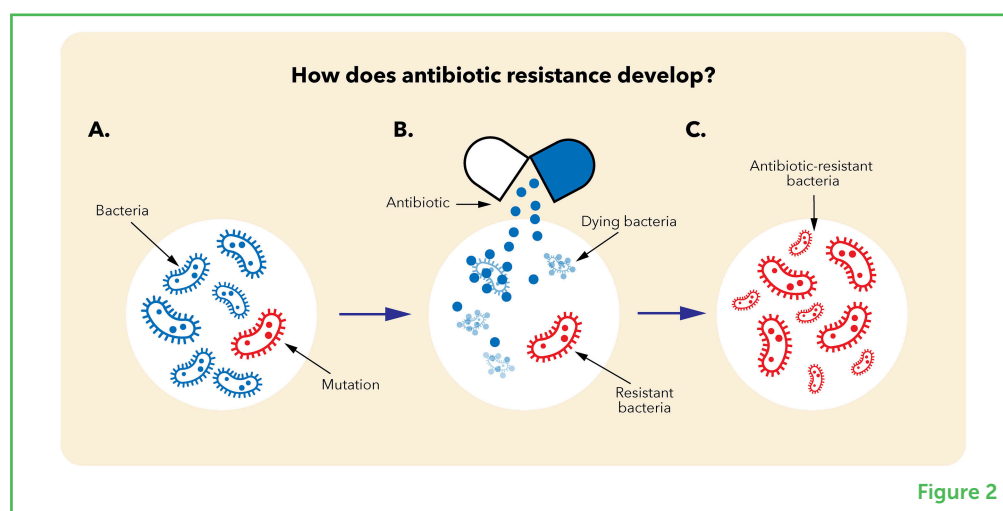 How does antibiotic resistance develop?
A.
B.
C.
Antibiotic-resistant
bacteria
Antibiotic
Bacteria
Dying bacteria
Mutation
Resistant
bacteria
Figure 2